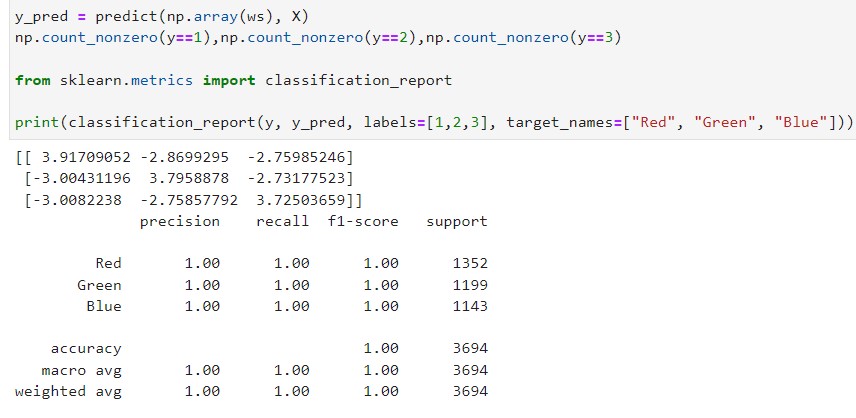 y_pred = predict(np.array(ws), X)
np.count_nonzero(y==1),np.count_nonzero(y==2),np.count_nonzero(y==3)
from sklearn.metrics import classification_report
print(classification_report(y, y_pred, labels=[1,2,3], target_names=["Red", "Green", "Blue"]))
[[ 3.91709052 -2.8699295  -2.75985246]
 [-3.00431196  3.7958878  -2.73177523]
 [-3.0082238  -2.75857792  3.72503659]]
              precision    recall  f1-score   support
         Red       1.00      1.00      1.00      1352
       Green       1.00      1.00      1.00      1199
        Blue       1.00      1.00      1.00      1143
    accuracy                           1.00      3694
   macro avg       1.00      1.00      1.00      3694
weighted avg       1.00      1.00      1.00      3694